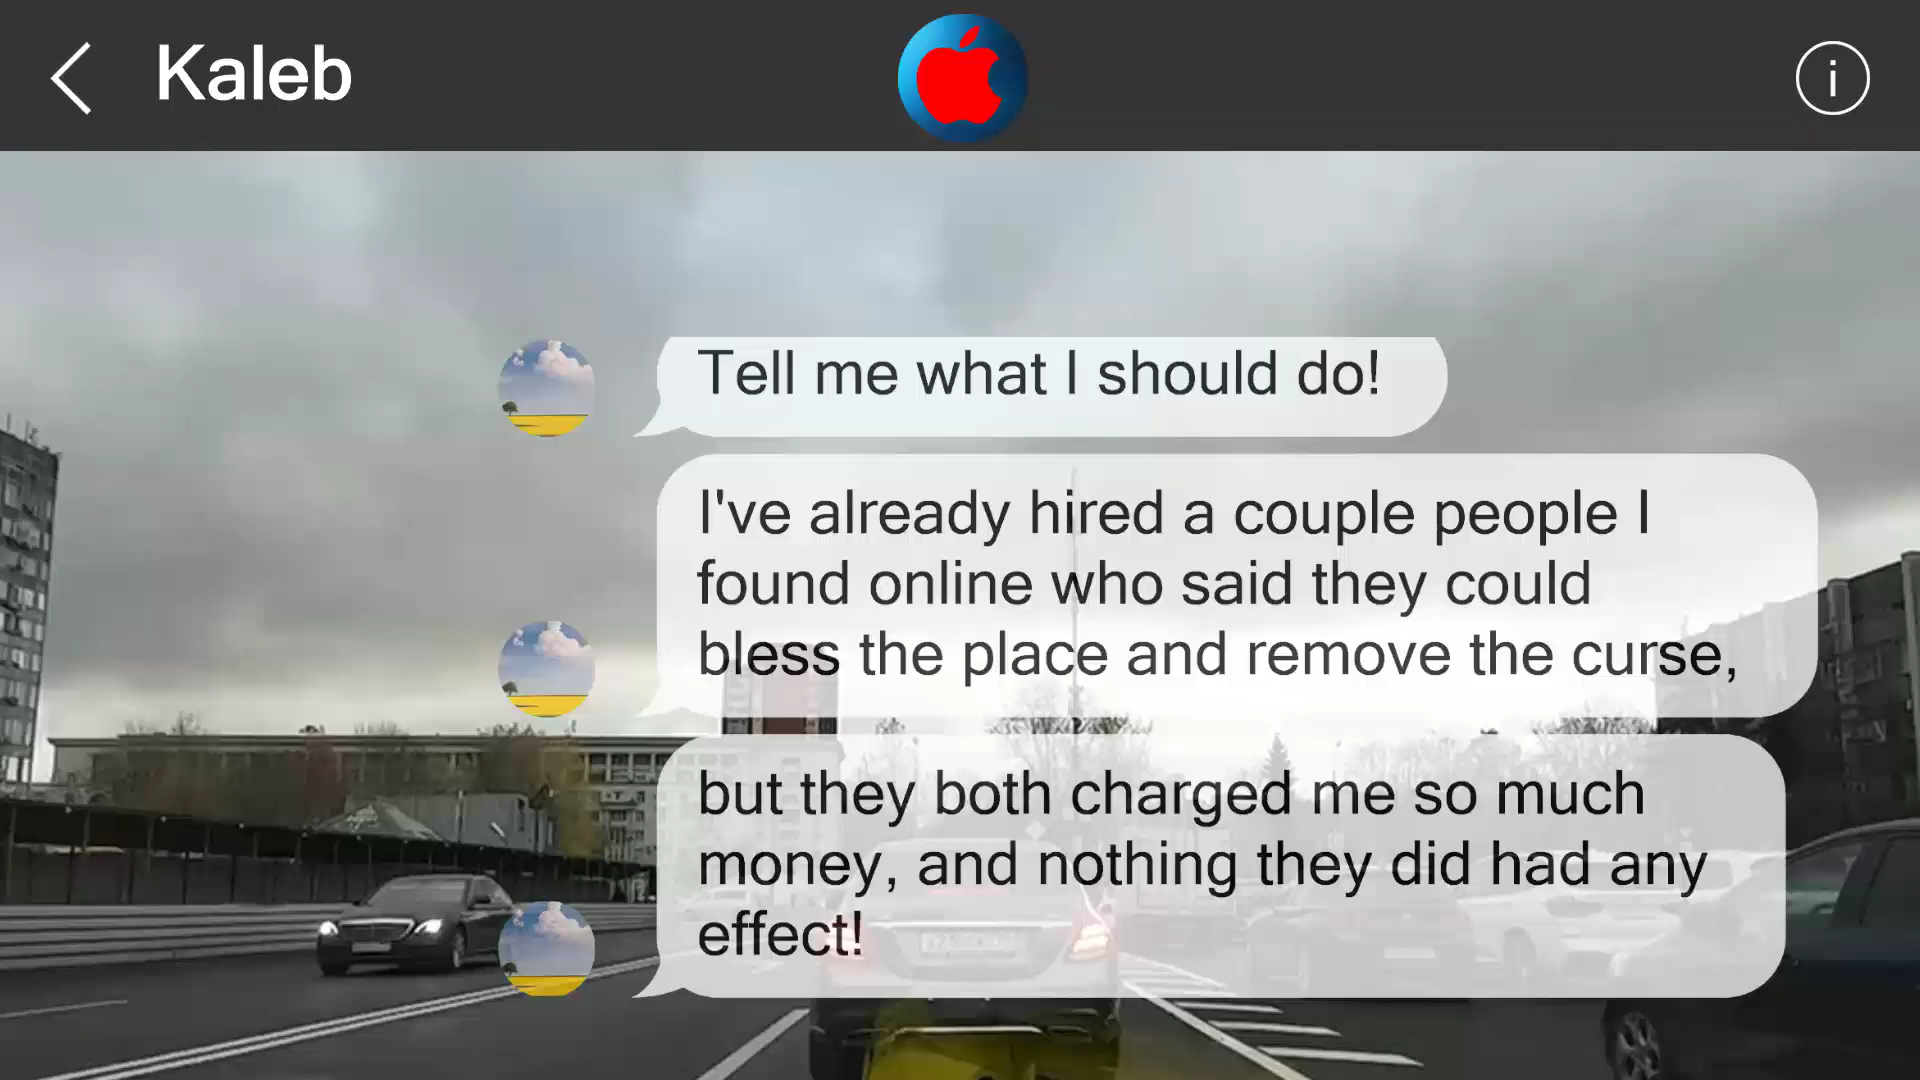 Kaleb
i
Tell me what I should do!
I've already hired a couple people I
found online who said they could
bless the place and remove the curse,
but they both charged me so much
money, and nothing they did had any
effect!